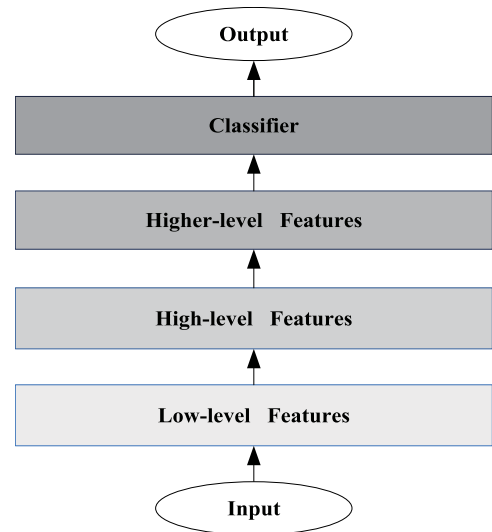 Output
Classifier
Higher-level Features
High-level Features
Low-level Features
Input